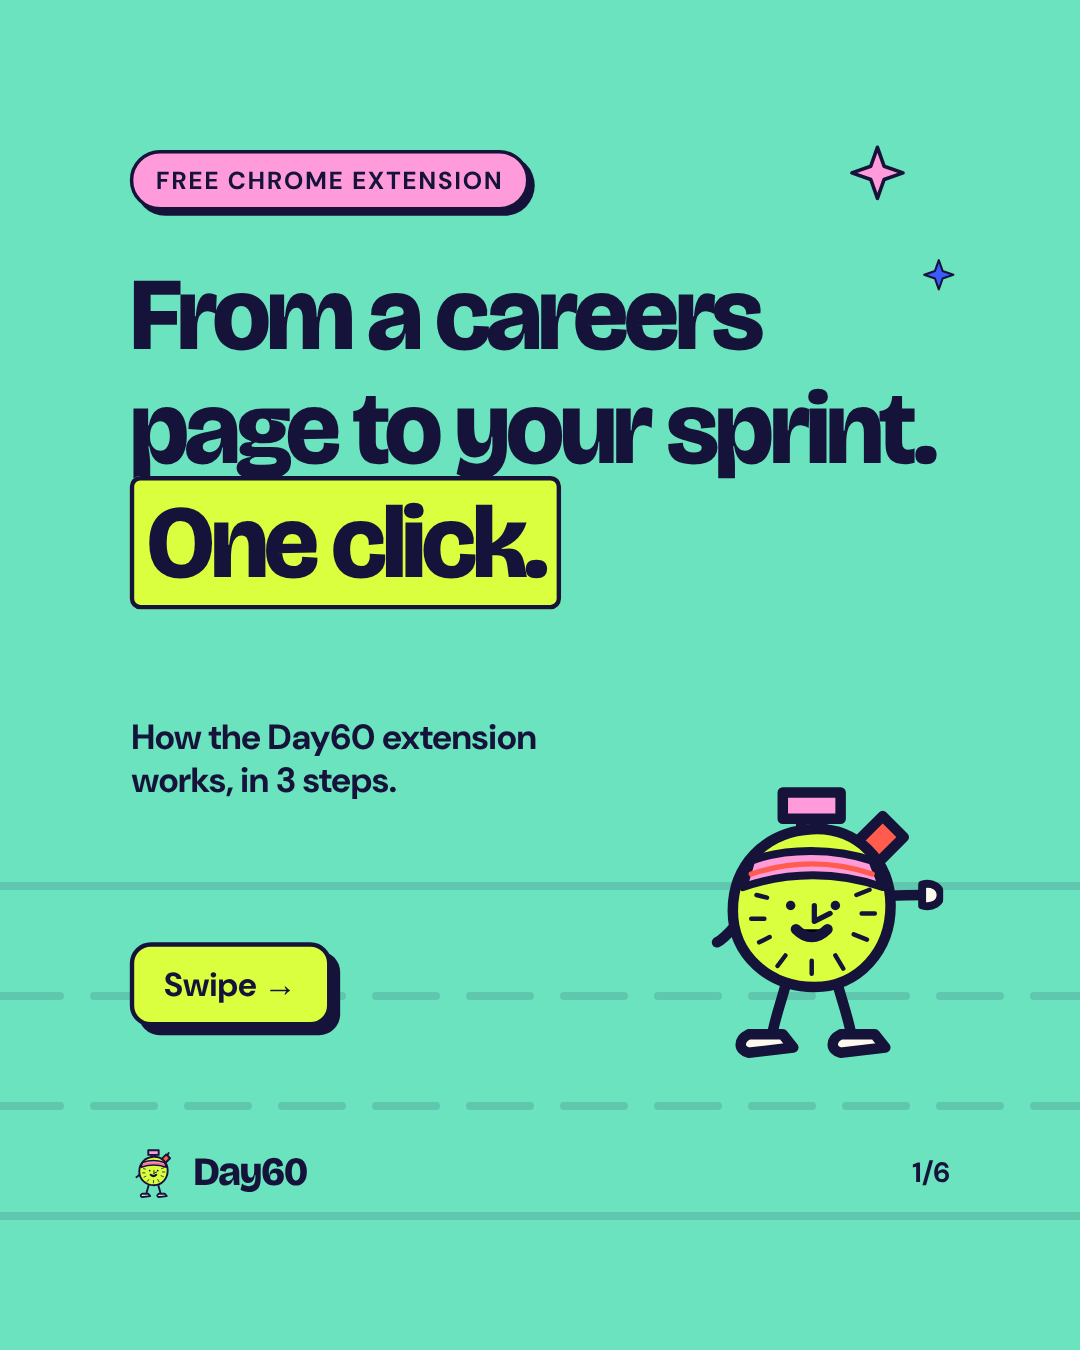 FREE CHROME EXTENSION
From a careers
page to your sprint.
One click.
How the Day60 extension
works, in 3 steps.
Swipe →
Day60
1/6